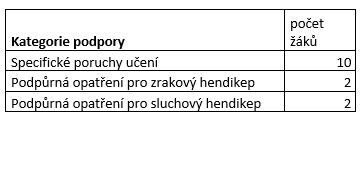 Kategorie podpory počet
žáků
Specifické poruchy učení 10
Podpůrná opatření pro zrakový hendikep 2
Podpůrná opatření pro sluchový hendikep 2